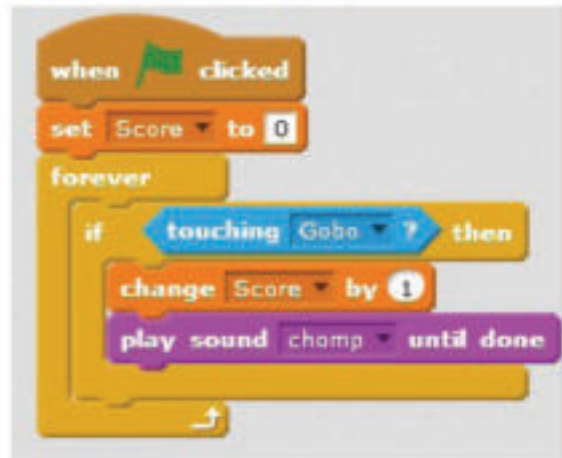 when clicked
set Score to 0
forever
if touching Gobo ? then
change Score by 1
play sound chomp until done